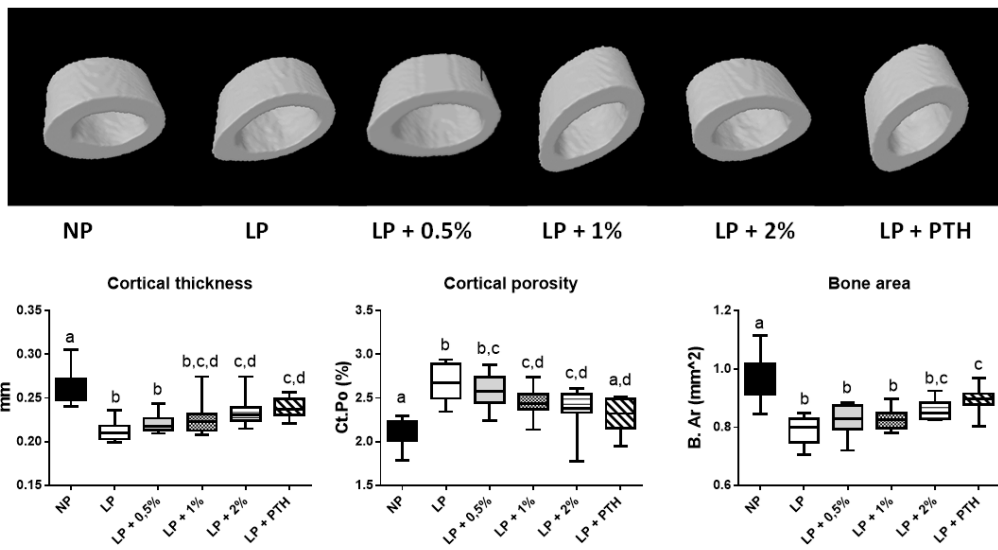 NP LP LP + 0.5% LP + 1% LP + 2% LP + PTH
Cortical thickness
mm
0.35
0.30
0.25
0.20
0.15
a
b
b
b,c,d
c,d
c,d
NP
LP
LP + 0,5%
LP + 1%
LP + 2%
LP + PTH
Cortical porosity
Ct.Po (%)
3.5
3.0
2.5
2.0
1.5
a
b
b,c
c,d
c,d
a,d
NP
LP
LP + 0,5%
LP + 1%
LP + 2%
LP + PTH
Bone area
B. Ar (mm^2)
1.2
1.0
0.8
0.6
a
b
b
b
b,c
c
NP
LP
LP + 0,5%
LP + 1%
LP + 2%
LP + PTH